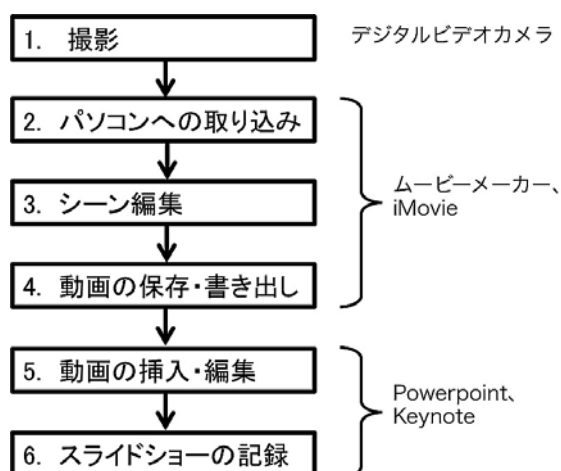 1. 撮影
デジタルビデオカメラ
2. パソコンへの取り込み
3. シーン編集
4. 動画の保存・書き出し
ムービーメーカー、
iMovie
5. 動画の挿入・編集
6. スライドショーの記録
Powerpoint、
Keynote